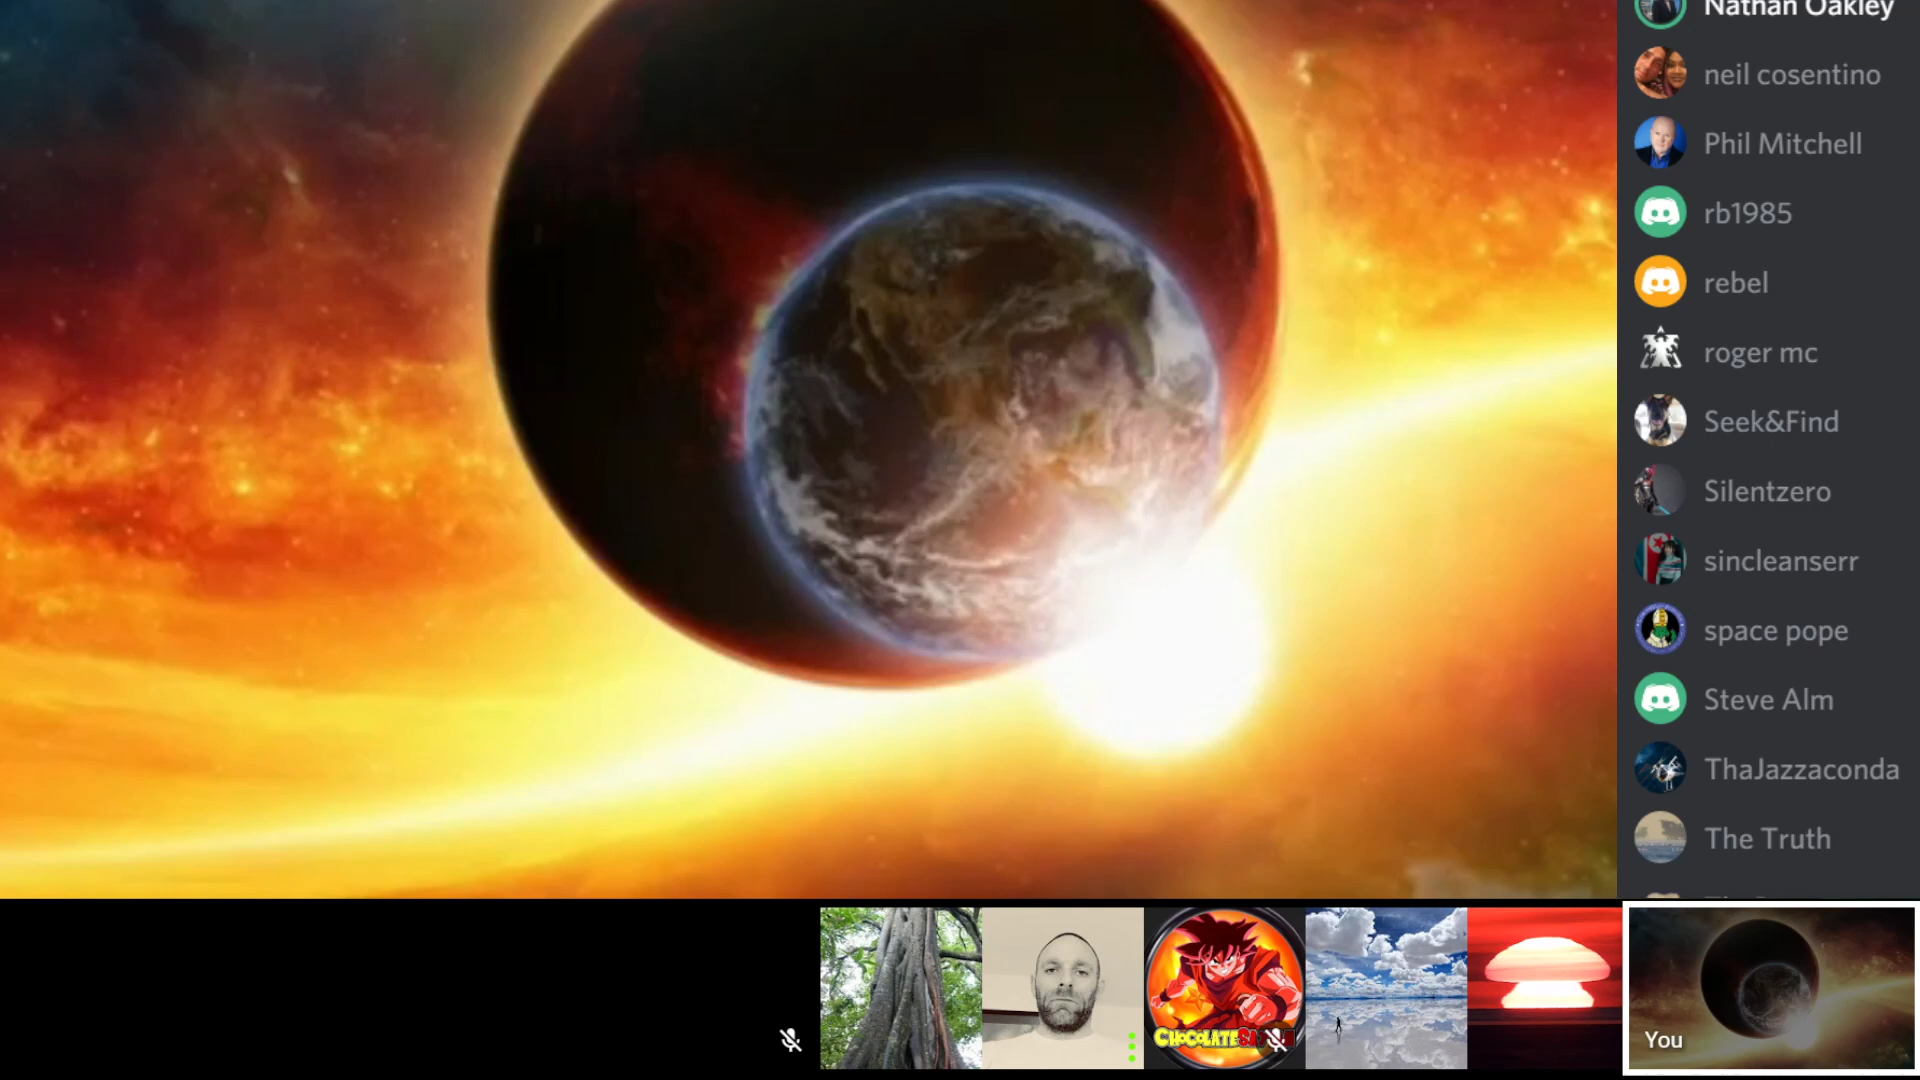 Nathan Oakley
neil cosentino
Phil Mitchell
rb1985
rebel
roger mc
Seek&Find
Silentzero
sincleanserr
space pope
Steve Alm
ThaJazzaconda
The Truth
CHOCOLATE
You